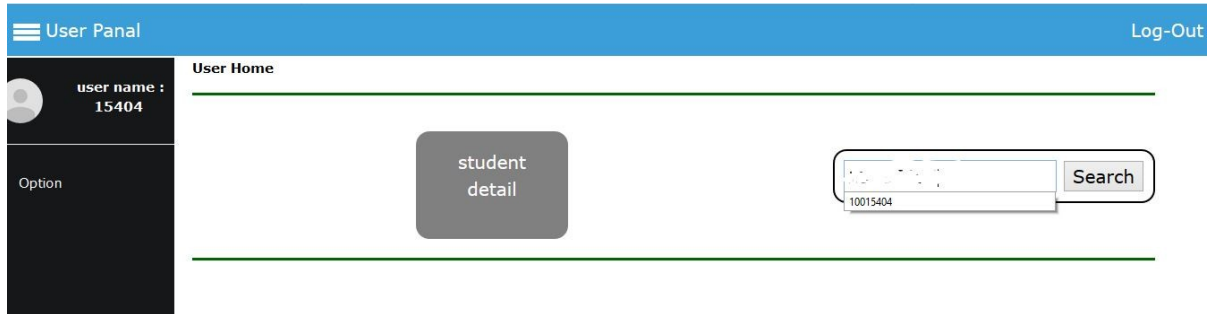 User Panal
Log-Out
user name :
15404
Option
User Home
student
detail
Search
10015404